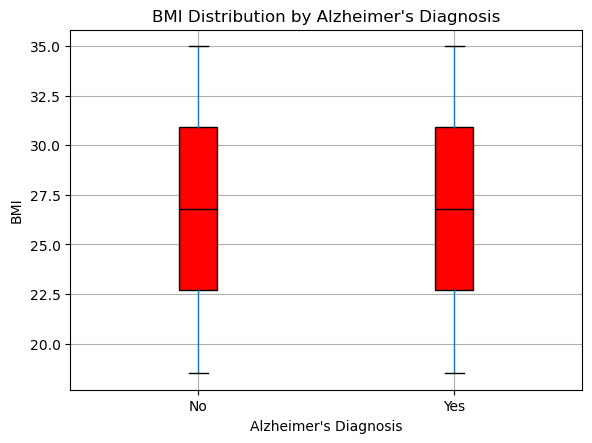 BMI Distribution by Alzheimer's Diagnosis
35.0
32.5
30.0
27.5
25.0
22.5
20.0
BMI
No Yes
Alzheimer's Diagnosis